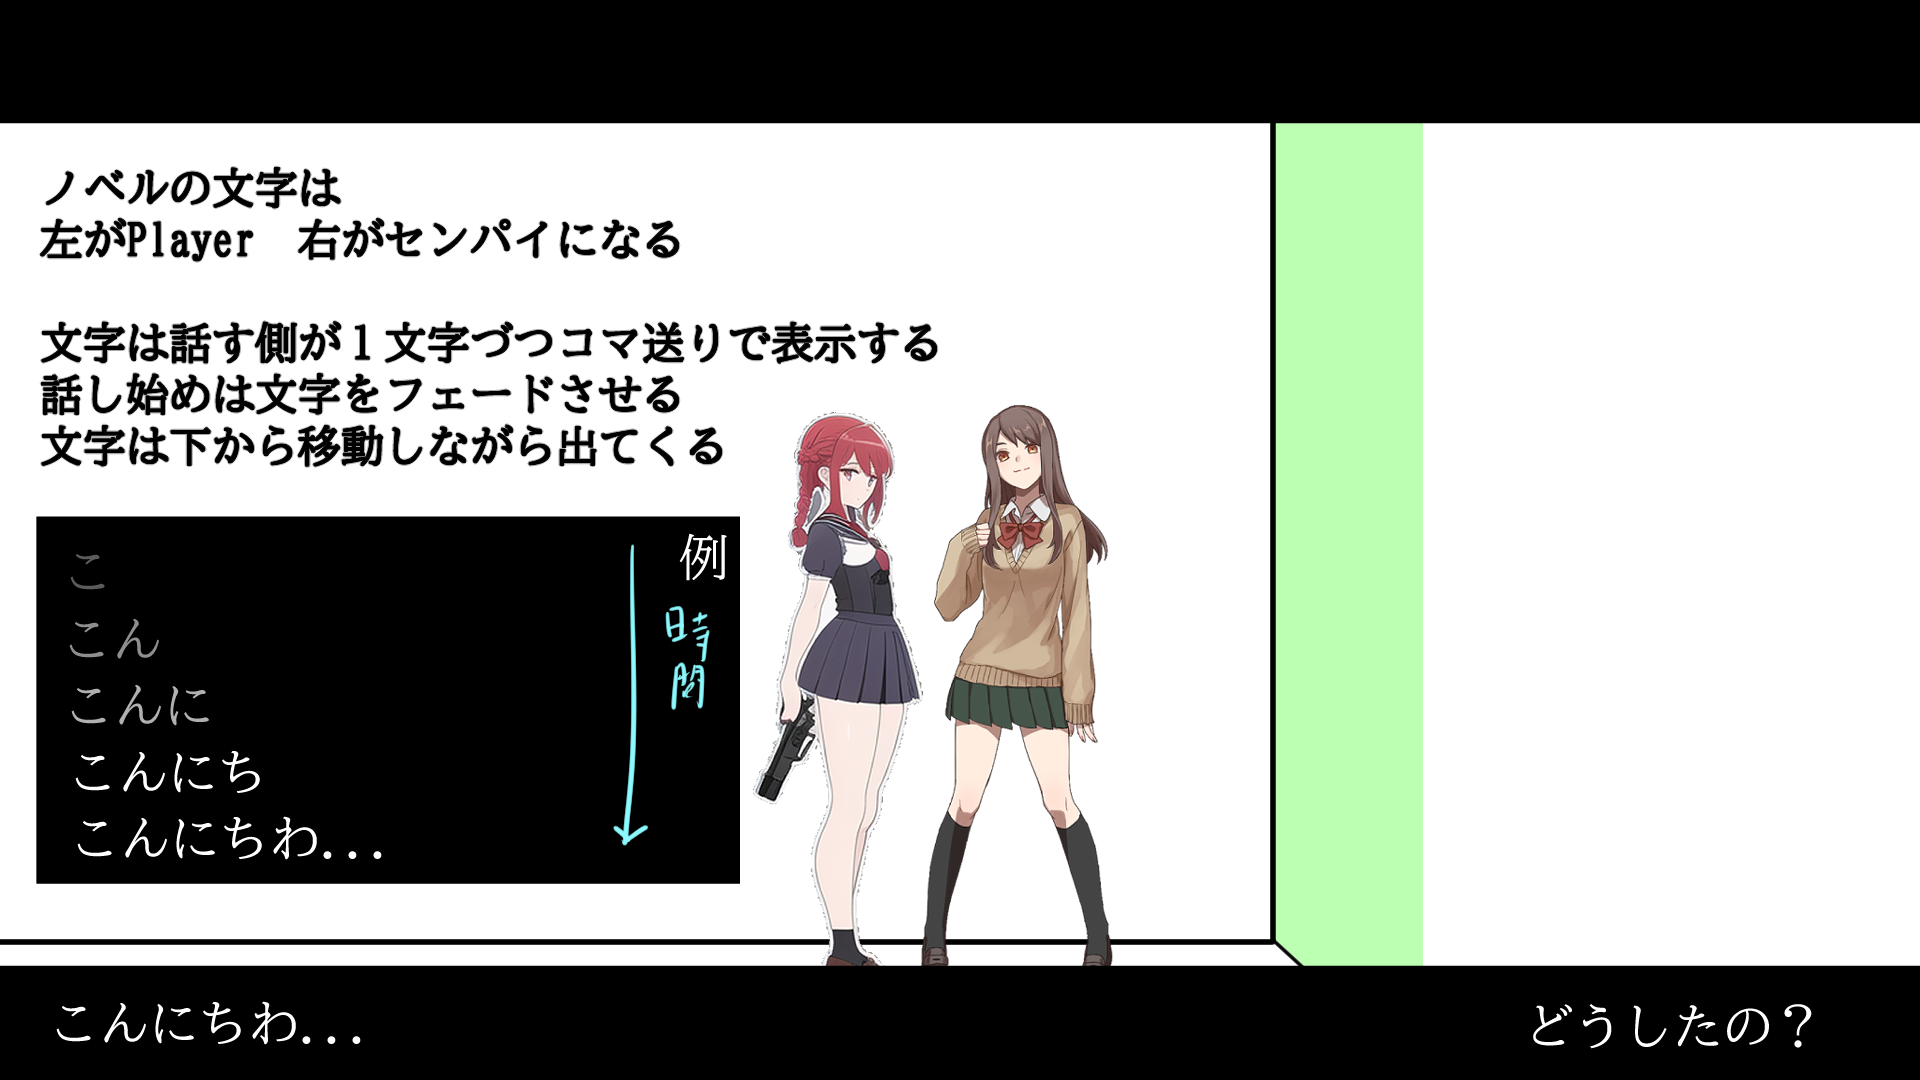 ノベルの文字は
左がPlayer　右がセンパイになる
文字は話す側が１文字づつコマ送りで表示する
話し始めは文字をフェードさせる
文字は下から移動しながら出てくる
例
時間
こ
こん
こんに
こんにち
こんにちわ...
こんにちわ...
どうしたの？